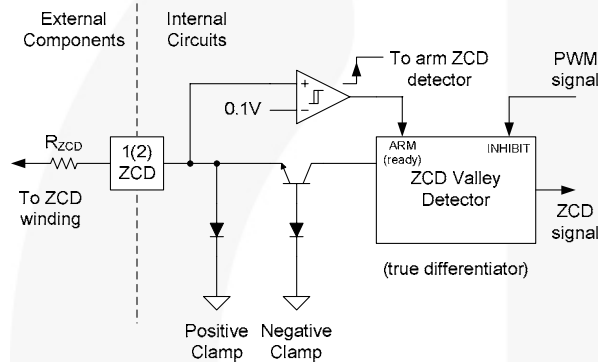 External
Components
Internal
Circuits
To arm ZCD
detector
PWM
signal
+
0.1V
−
RZCD
1(2)
ZCD
ARM
(ready)
INHIBIT
ZCD Valley
Detector
To ZCD
winding
ZCD
signal
(true differentiator)
Positive
Clamp
Negative
Clamp